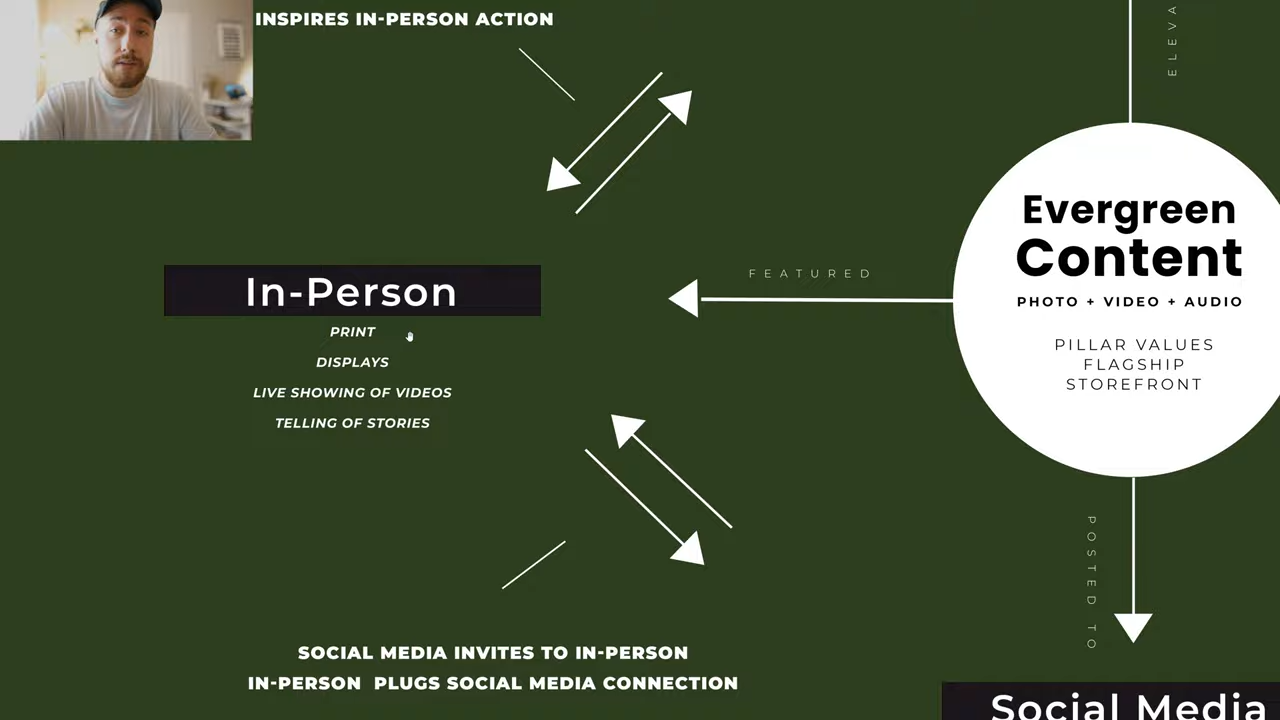 INSPIRES IN-PERSON ACTION
ELEVA
Evergreen
Content
PHOTO + VIDEO + AUDIO
PILLAR VALUES
FLAGSHIP
STOREFRONT
FEATURED
In-Person
PRINT
DISPLAYS
LIVE SHOWING OF VIDEOS
TELLING OF STORIES
POSTED TO
SOCIAL MEDIA INVITES TO IN-PERSON
IN-PERSON PLUGS SOCIAL MEDIA CONNECTION
Social Media